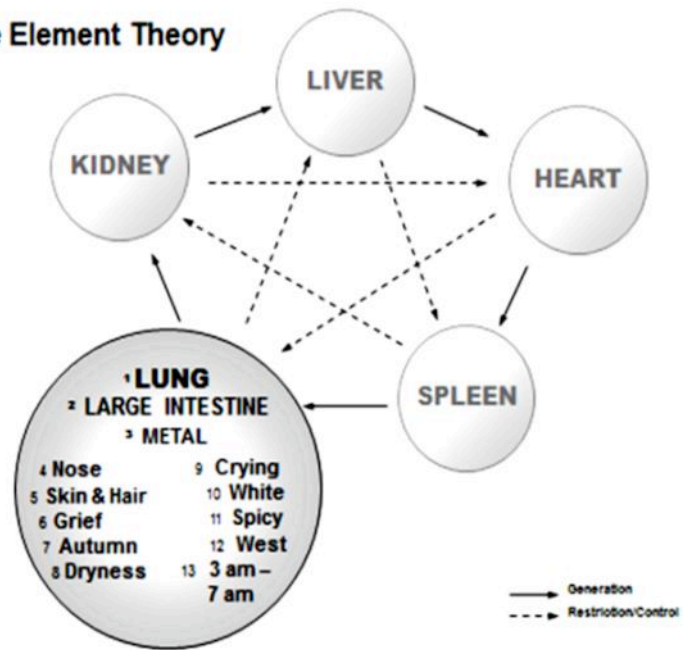 e Element Theory
LIVER
KIDNEY
HEART
SPLEEN
1 LUNG
2 LARGE INTESTINE
3 METAL
4 Nose
5 Skin & Hair
6 Grief
7 Autumn
8 Dryness
9 Crying
10 White
11 Spicy
12 West
13 3 am –
7 am
Generation
Restriction/Control